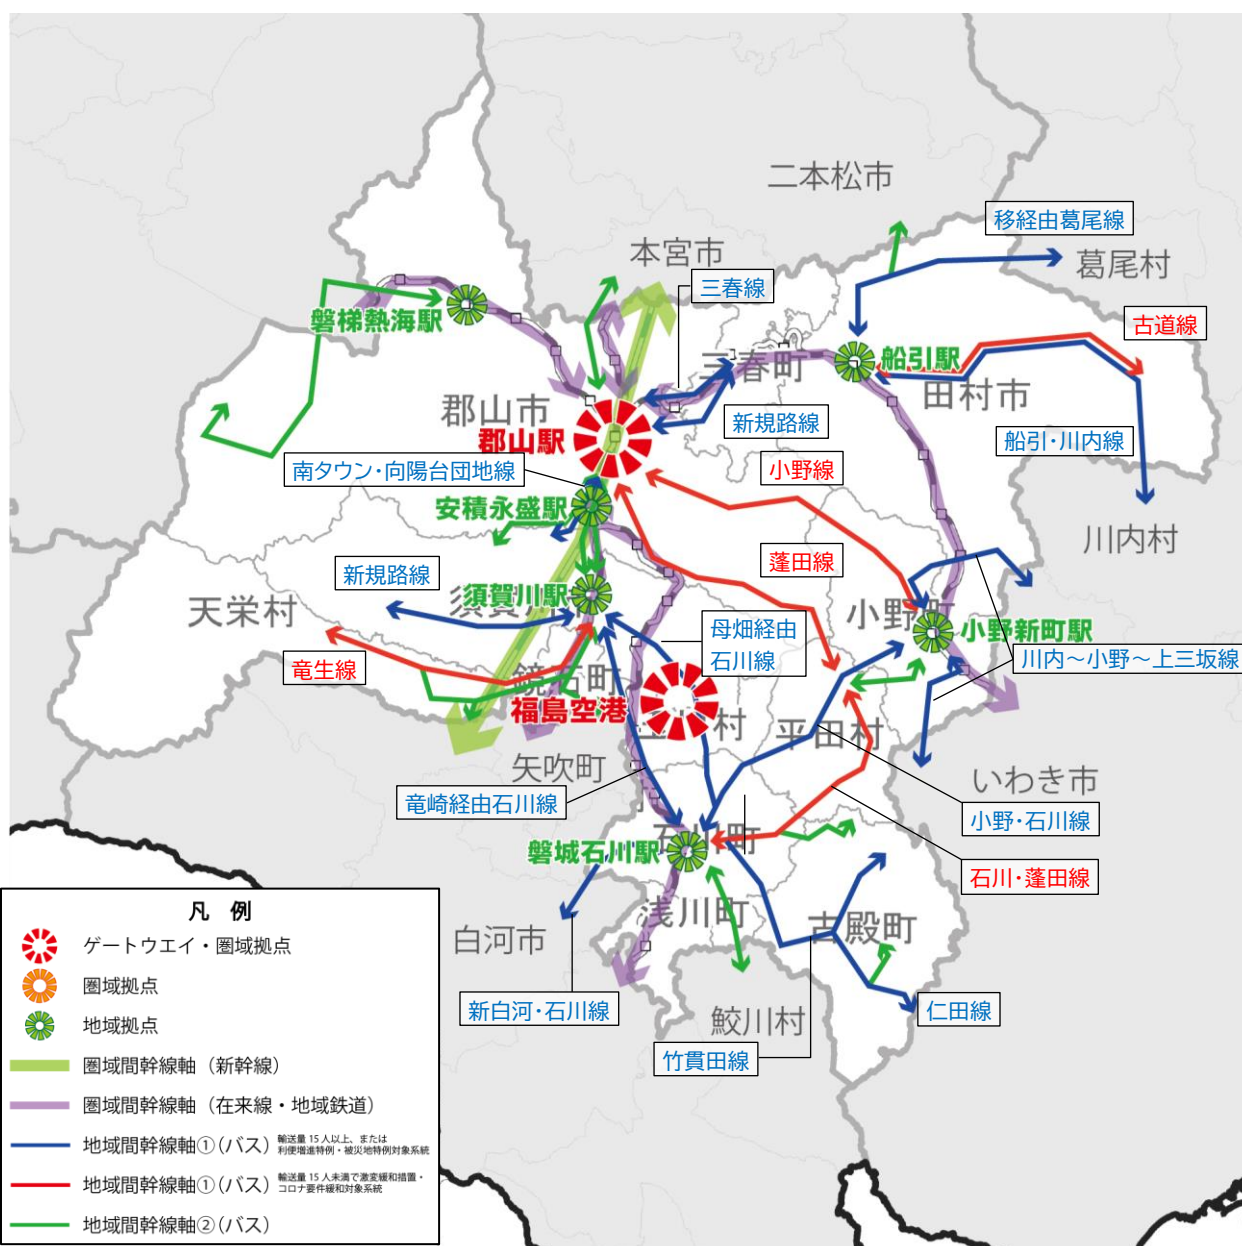 二本松市
移経由葛尾線
本宮市
葛尾村
三春線
磐梯熱海駅
古道線
三春町
船引駅
田村市
郡山市
新規路線
郡山駅
船引・川内線
南タウン・向陽台団地線
小野線
安積永盛駅
川内村
新規路線
蓬田線
須賀川駅
天栄村
小野町
母畑経由
石川線
小野新町駅
川内～小野～上三坂線
竜生線
鏡石町
福島空港
村
平田村
矢吹町
いわき市
竜崎経由石川線
小野・石川線
石川町
磐城石川駅
石川・蓬田線
浅川町
古殿町
白河市
新白河・石川線
鮫川村
仁田線
竹貫田線
凡 例
ゲートウエイ・圏域拠点
圏域拠点
地域拠点
圏域間幹線軸（新幹線）
圏域間幹線軸（在来線・地域鉄道）
地域間幹線軸①（バス） 輸送量 15 人以上、または
利便増進特例・被災地特例対象系統
地域間幹線軸①（バス） 輸送量 15 人未満で激変緩和措置・
コロナ要件緩和対象系統
地域間幹線軸②（バス）